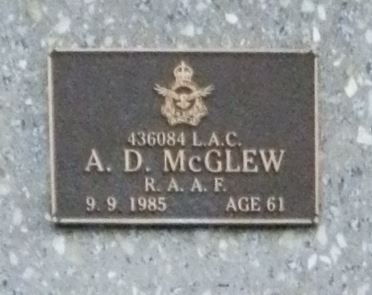 436084 L.A.C.
A. D. McGLEW
R. A. A. F.
9. 9. 1985 AGE 61